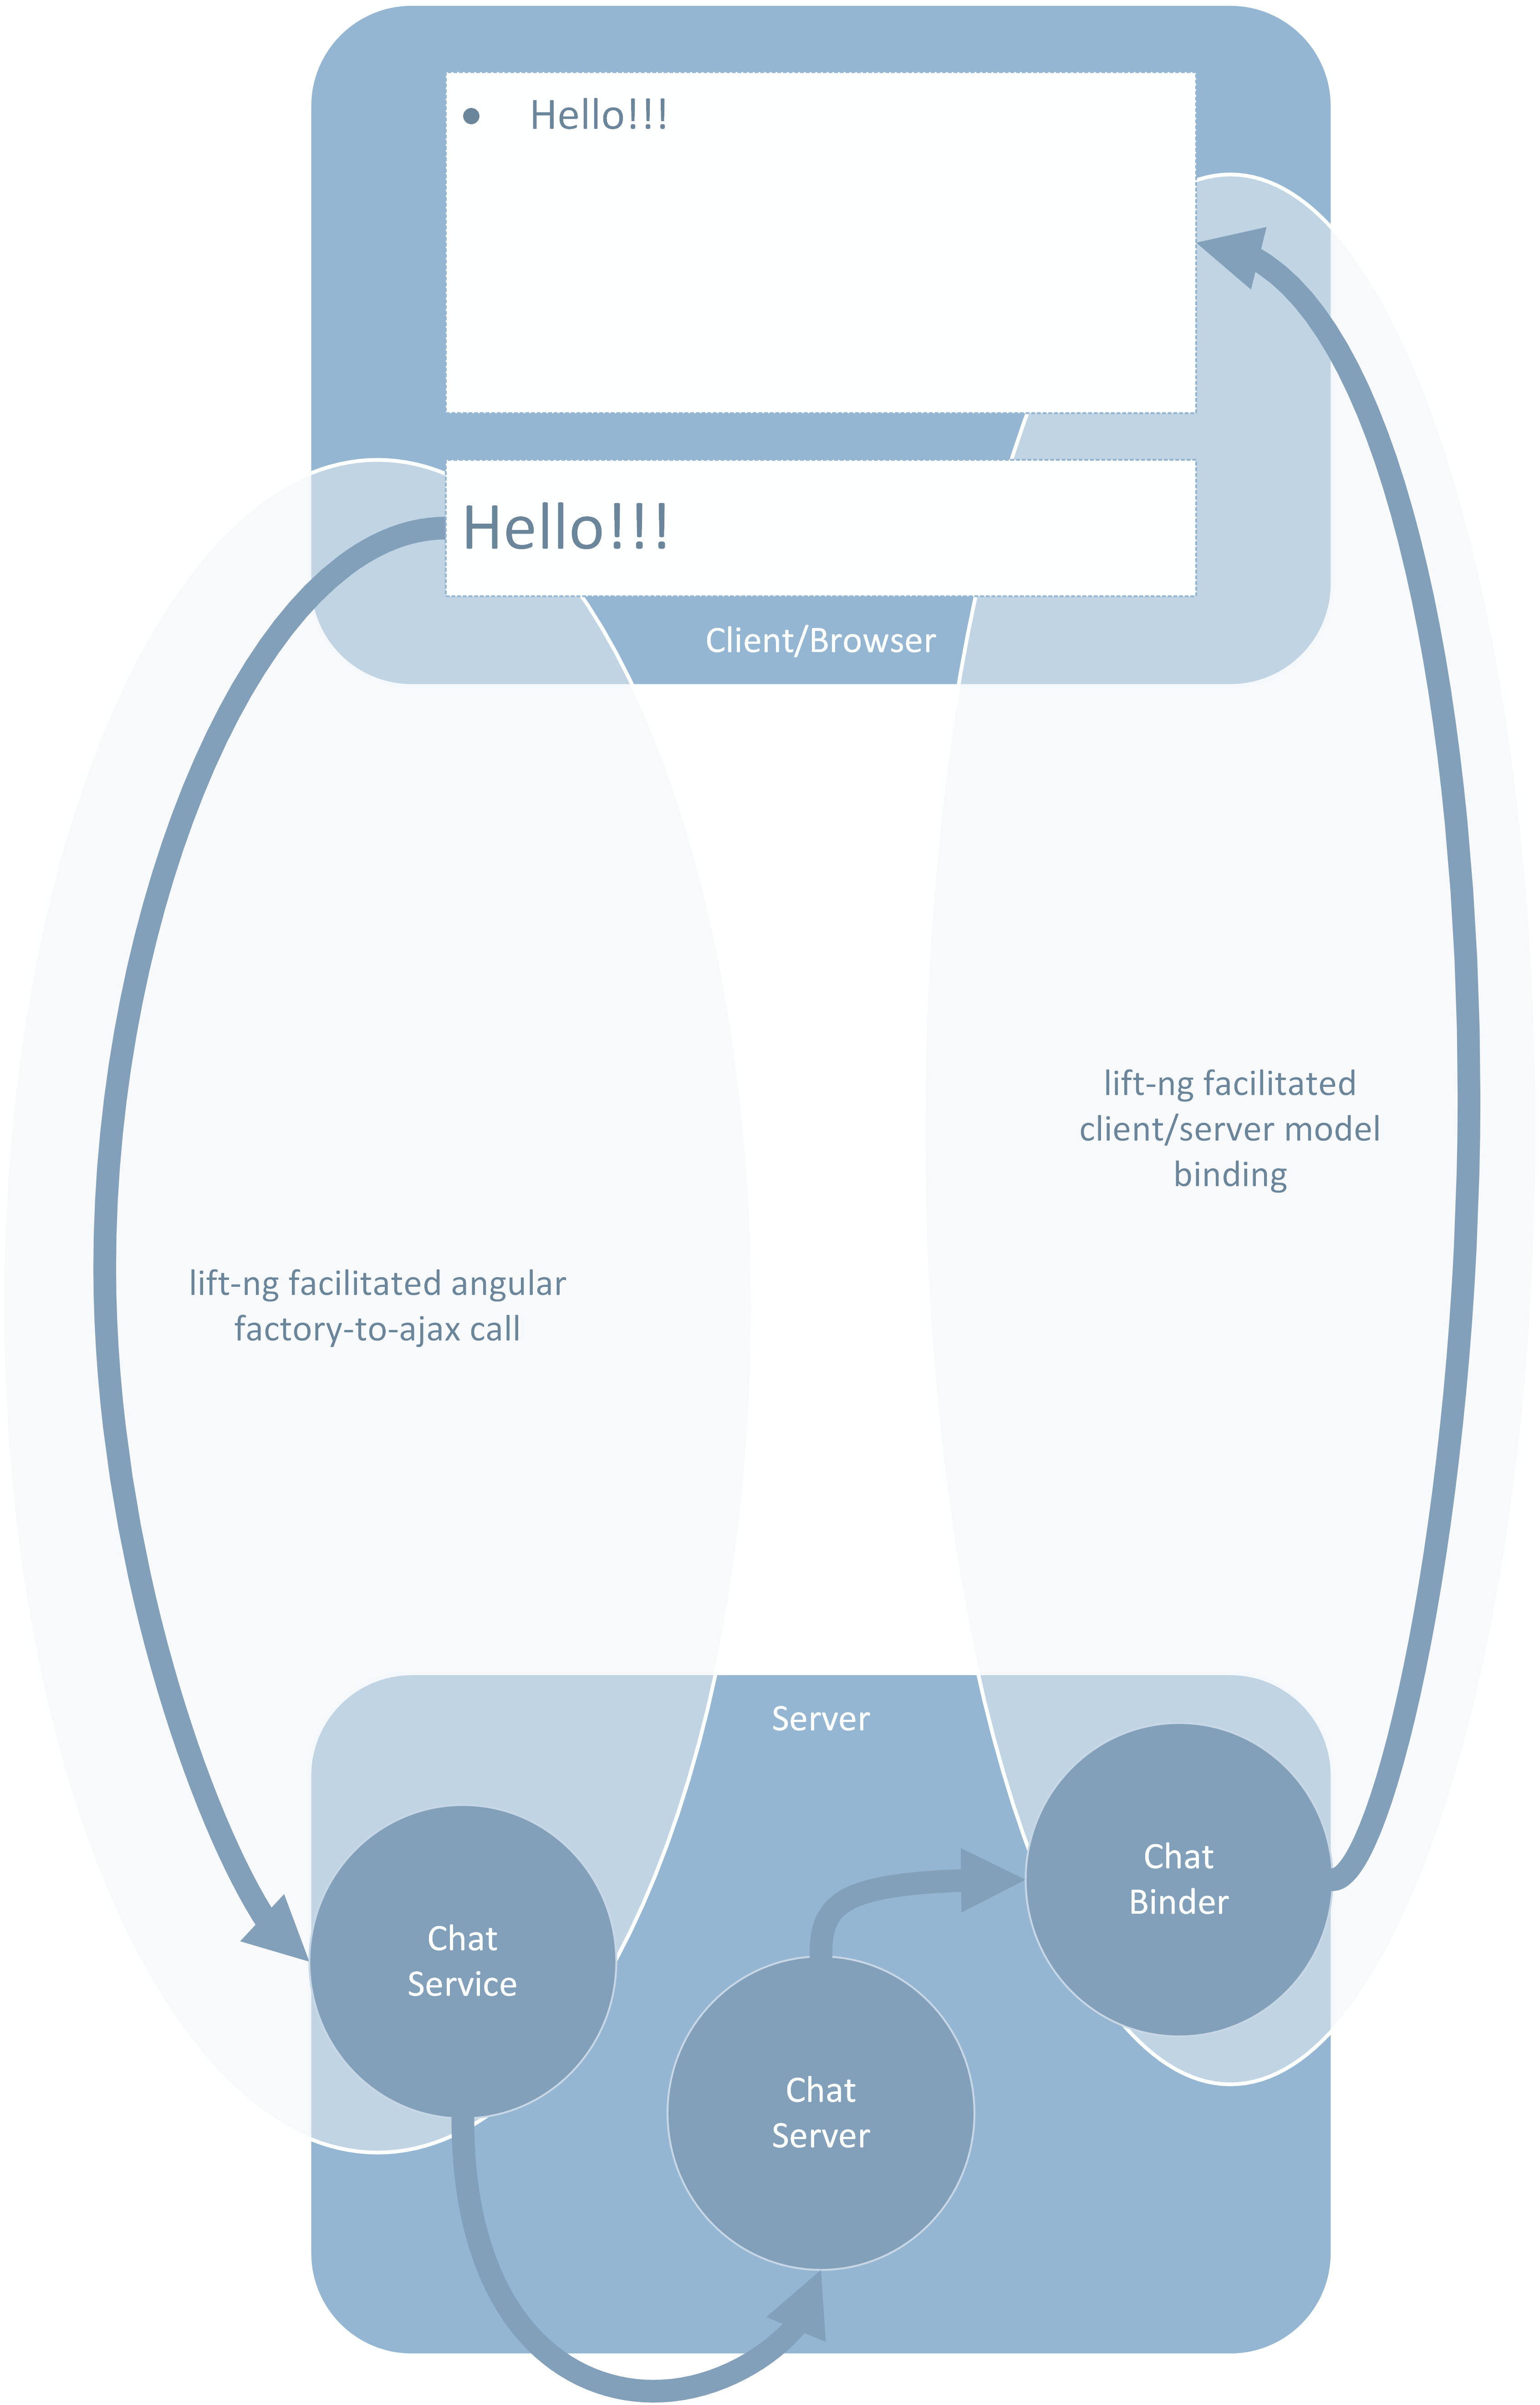 ● Hello!!!
Hello!!!
Client/Browser
lift-ng facilitated
client/server model
binding
lift-ng facilitated angular
factory-to-ajax call
Server
Chat
Binder
Chat
Service
Chat
Server